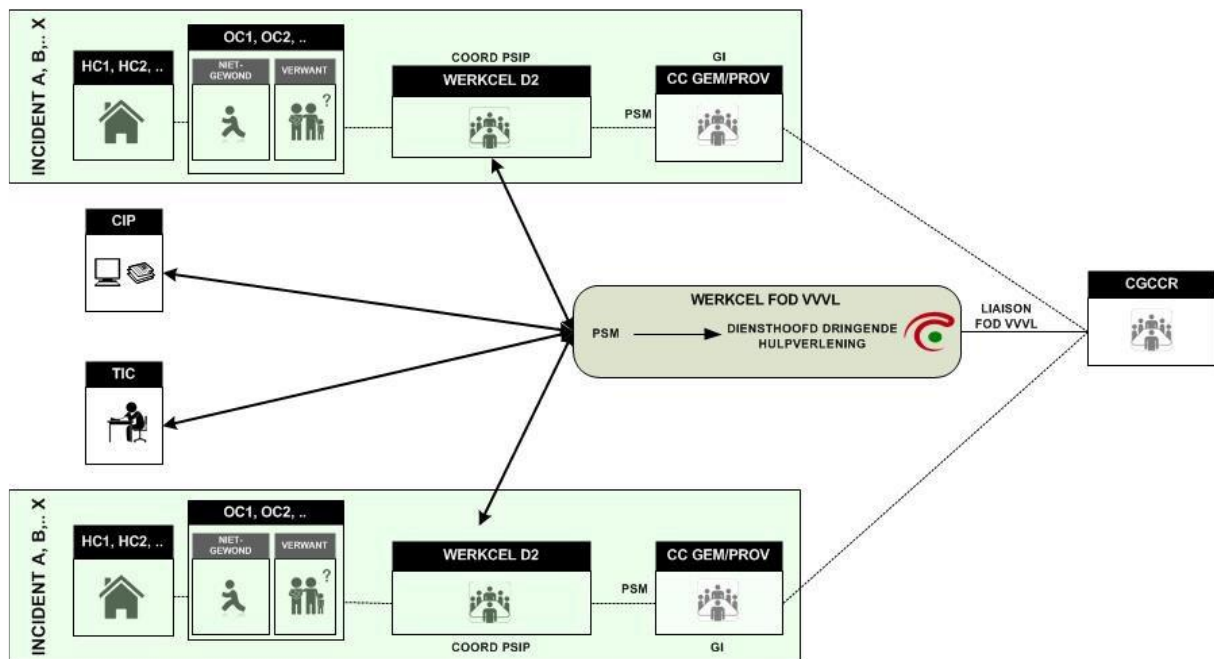 INCIDENT A, B,.. X
HC1, HC2, ..
OC1, OC2, ..
NIET-
GEWOND
VERWANT
?
COORD PSIP
WERKCEL D2
PSM
GI
CC GEM/PROV
CIP
TIC
WERKCEL FOD VVVL
PSM
DIENSTHOOFD DRINGENDE
HULPVERLENING
LIAISON
FOD VVVL
CGCCR
INCIDENT A, B,.. X
HC1, HC2, ..
OC1, OC2, ..
NIET-
GEWOND
VERWANT
?
WERKCEL D2
COORD PSIP
PSM
CC GEM/PROV
GI